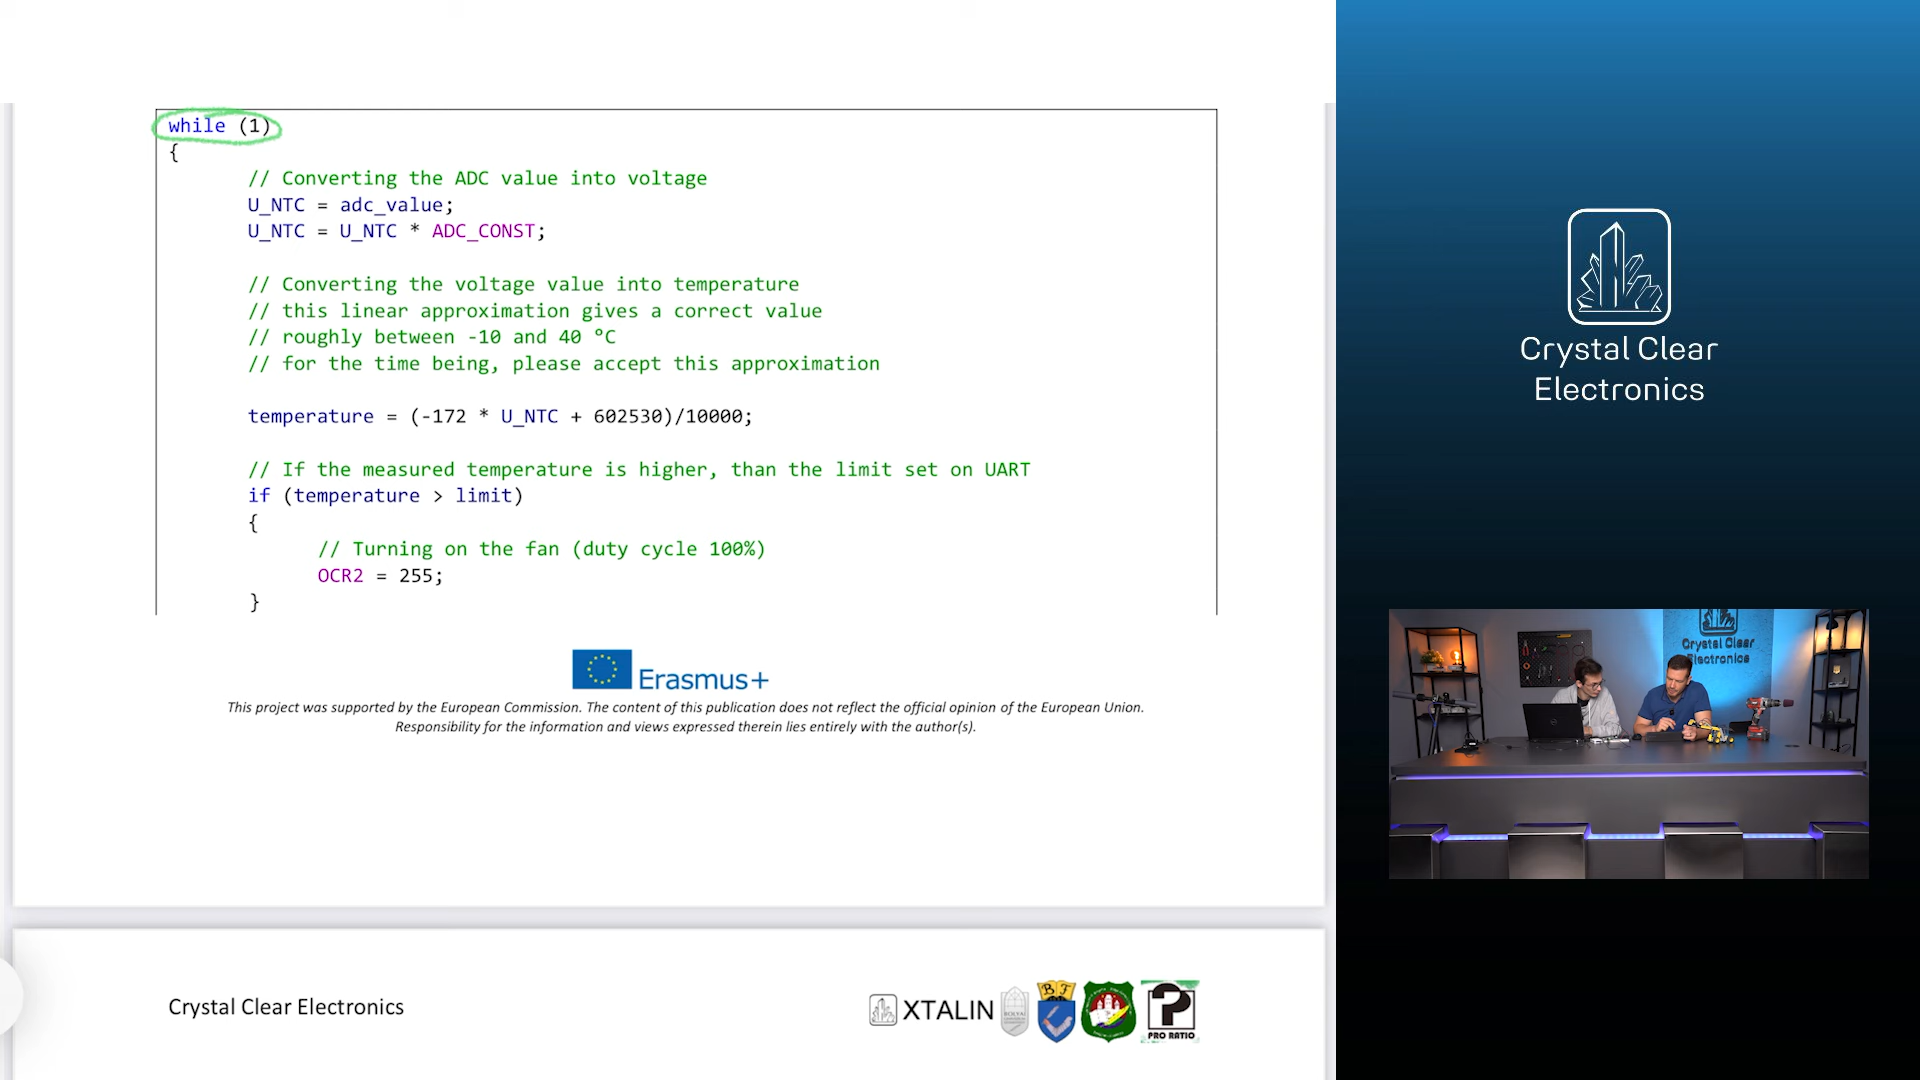 while (1)
{
// Converting the ADC value into voltage
U_NTC = adc_value;
U_NTC = U_NTC * ADC_CONST;
// Converting the voltage value into temperature
// this linear approximation gives a correct value
// roughly between -10 and 40 °C
// for the time being, please accept this approximation
temperature = (-172 * U_NTC + 602530)/10000;
// If the measured temperature is higher, than the limit set on UART
if (temperature > limit)
{
// Turning on the fan (duty cycle 100%)
OCR2 = 255;
}
Erasmus+
This project was supported by the European Commission. The content of this publication does not reflect the official opinion of the European Union.
Responsibility for the information and views expressed therein lies entirely with the author(s).
Crystal Clear Electronics
XTALIN
BF
PRO RATIO
Crystal Clear
Electronics
Crystal Clear
Electronics